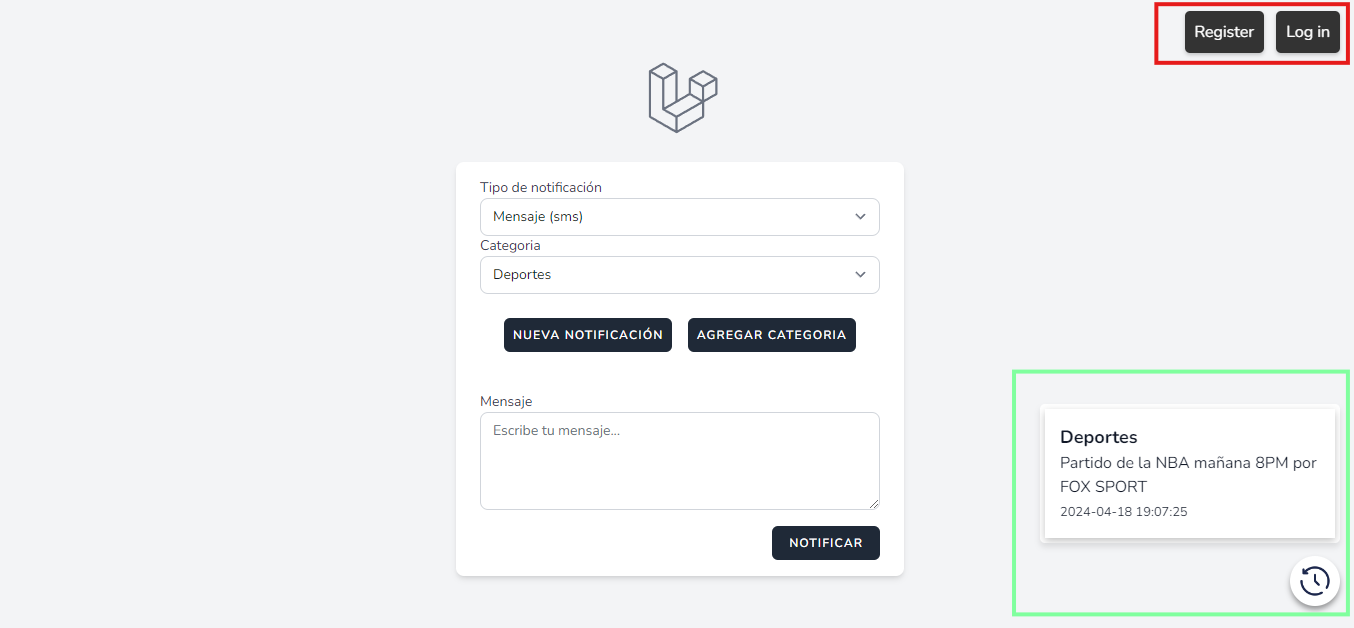 Register
Log in
Tipo de notificación
Mensaje (sms)
Categoria
Deportes
NUEVA NOTIFICACIÓN
AGREGAR CATEGORIA
Mensaje
Escribe tu mensaje...
NOTIFICAR
Deportes
Partido de la NBA mañana 8PM por
FOX SPORT
2024-04-18 19:07:25